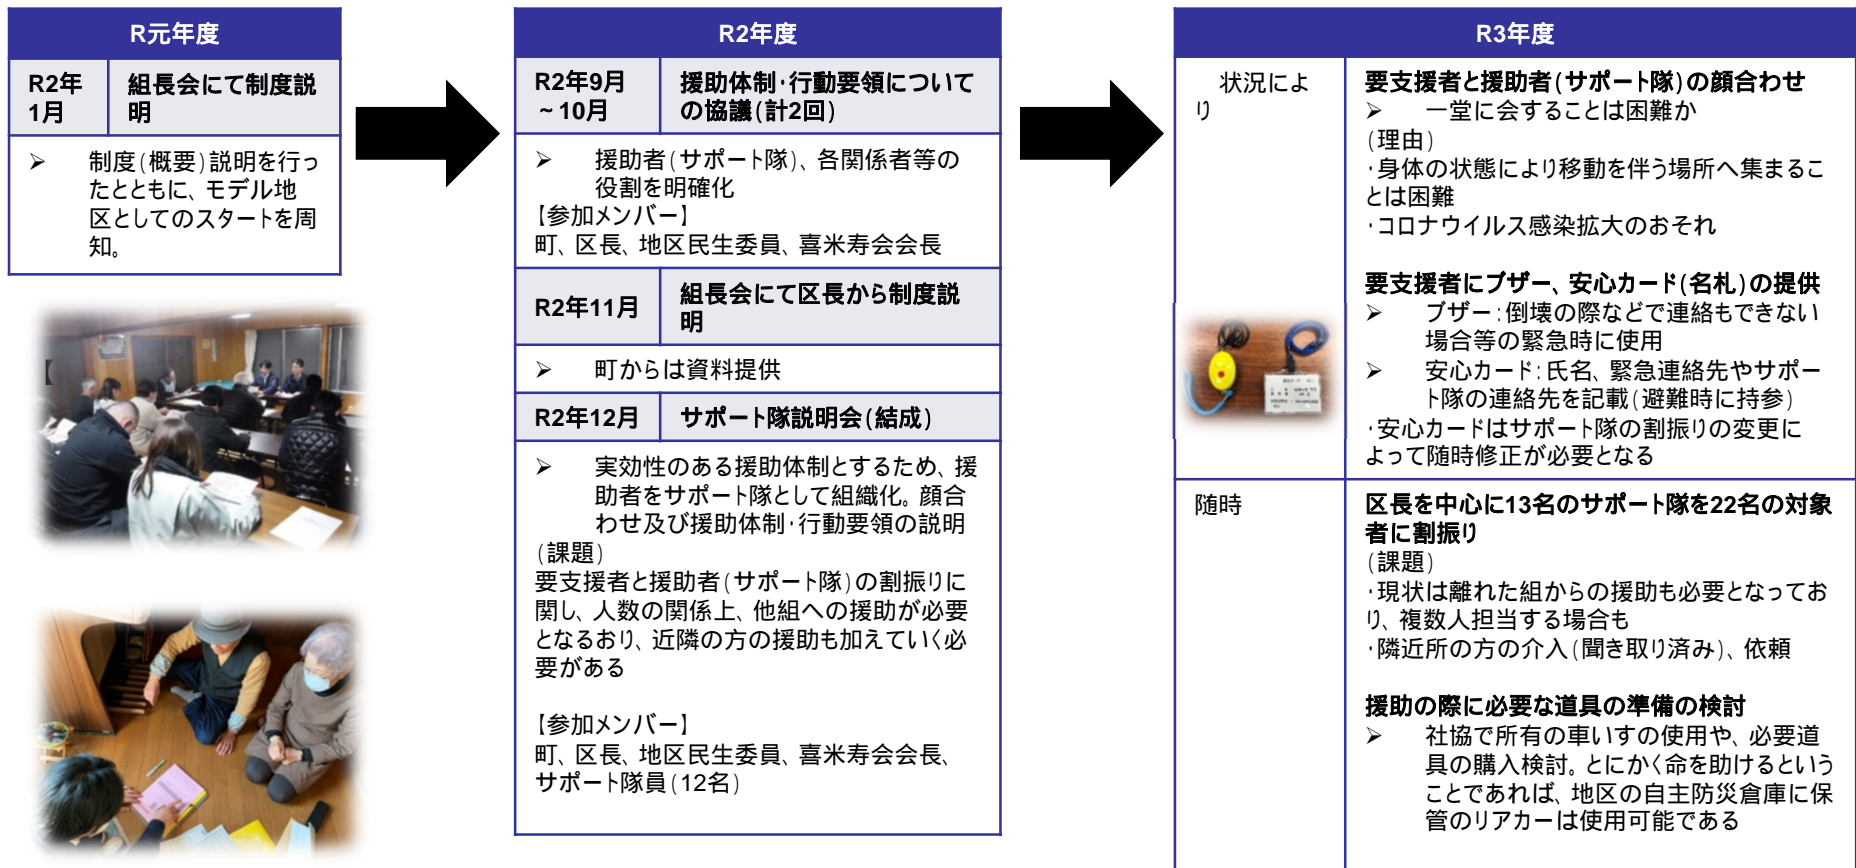 R元年度
R2年
1月
組長会にて制度説
明
➢ 制度(概要)説明を行っ
たとともに、モデル地
区としてのスタートを周
知。
R2年度
R2年9月
~10月
援助体制・行動要領について
の協議(計2回)
➢ 援助者(サポート隊)、各関係者等の
役割を明確化
【参加メンバー】
町、区長、地区民生委員、喜米寿会会長
R2年11月
組長会にて区長から制度説
明
➢ 町からは資料提供
R2年12月
サポート隊説明会(結成)
➢ 実効性のある援助体制とするため、援
助者をサポート隊として組織化。顔合
わせ及び援助体制・行動要領の説明
(課題)
要支援者と援助者(サポート隊)の割振りに
関し、人数の関係上、他組への援助が必要
となるおり、近隣の方の援助も加えていく必
要がある
【参加メンバー】
町、区長、地区民生委員、喜米寿会会長、
サポート隊員(12名)
R3年度
状況によ
り
要支援者と援助者(サポート隊)の顔合わせ
➢ 一堂に会することは困難か
(理由)
・身体の状態により移動を伴う場所へ集まるこ
とは困難
・コロナウイルス感染拡大のおそれ
要支援者にブザー、安心カード(名札)の提供
➢ ブザー:倒壊の際などで連絡もできない
場合等の緊急時に使用
➢ 安心カード:氏名、緊急連絡先やサポー
ト隊の連絡先を記載(避難時に持参)
・安心カードはサポート隊の割振りの変更に
よって随時修正が必要となる
随時
区長を中心に13名のサポート隊を22名の対象
者に割振り
(課題)
・現状は離れた組からの援助も必要となってお
り、複数人担当する場合も
・隣近所の方の介入(聞き取り済み)、依頼
援助の際に必要な道具の準備の検討
➢ 社協で所有の車いすの使用や、必要道
具の購入検討。とにかく命を助けるという
ことであれば、地区の自主防災倉庫に保
管のリアカーは使用可能である
【